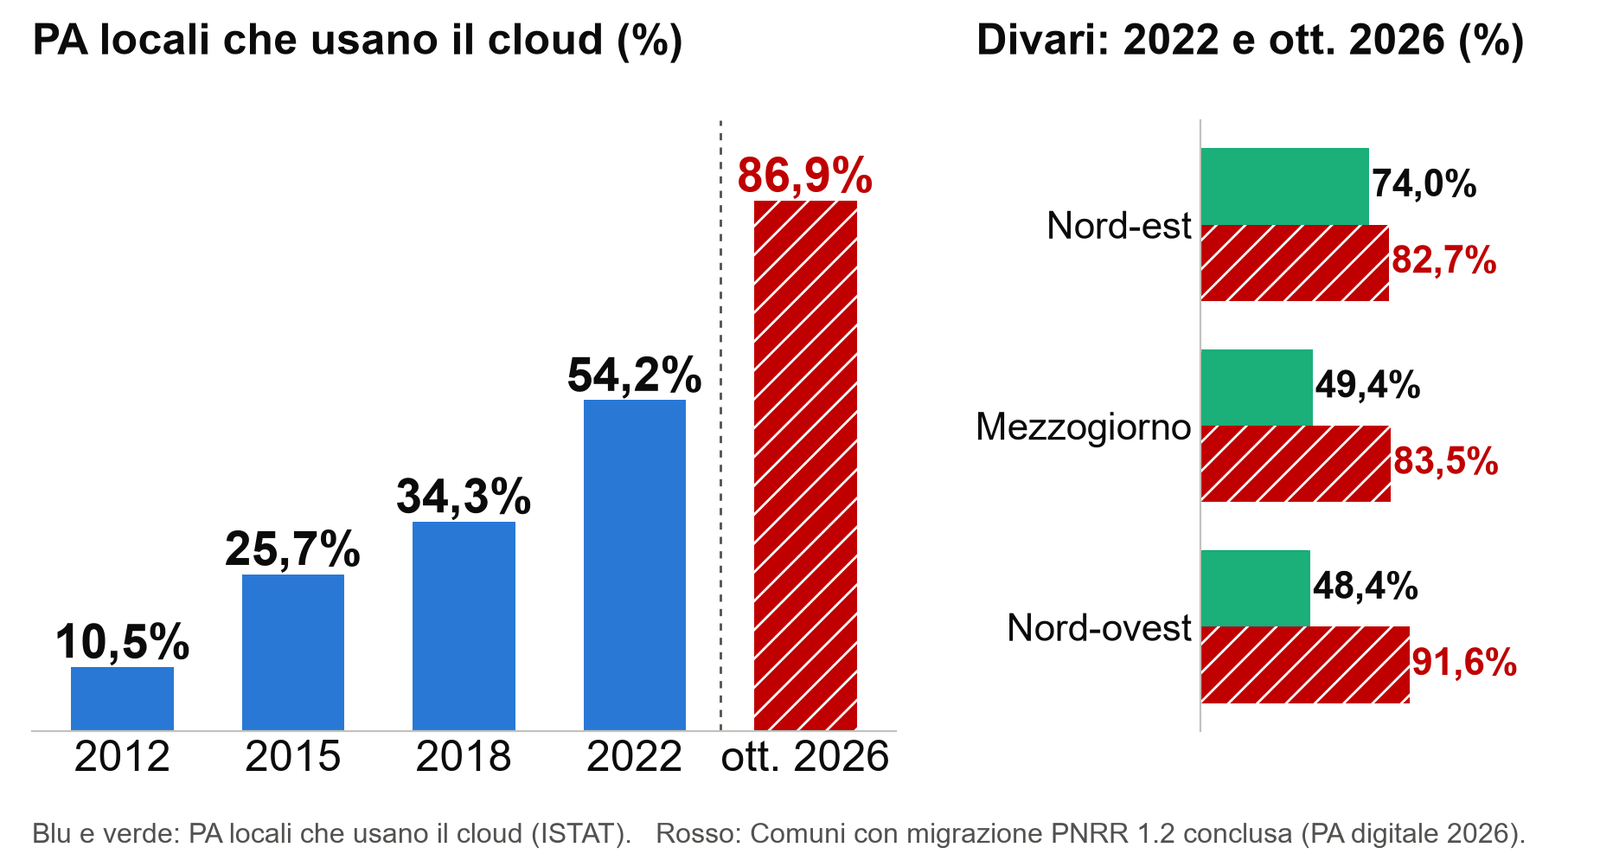 PA locali che usano il cloud (%)
86,9%
54,2%
34,3%
25,7%
10,5%
2012 2015 2018 2022 ott. 2026
Divari: 2022 e ott. 2026 (%)
Nord-est
74,0%
82,7%
Mezzogiorno
49,4%
83,5%
Nord-ovest
48,4%
91,6%
Blu e verde: PA locali che usano il cloud (ISTAT). Rosso: Comuni con migrazione PNRR 1.2 conclusa (PA digitale 2026).